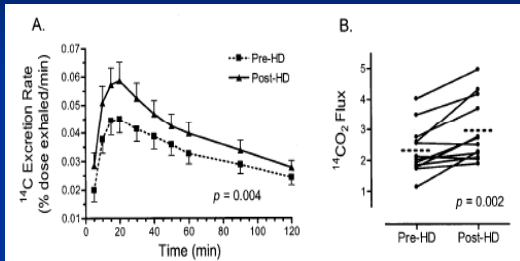 A.
¹⁴C Excretion Rate
(% dose exhaled/min)
0.07
0.06
0.05
0.04
0.03
0.02
0.01
0
20
40
60
80
100
120
Time (min)
Pre-HD
Post-HD
p = 0.004
B.
¹⁴CO₂ Flux
5
4
3
2
1
Pre-HD
Post-HD
p = 0.002